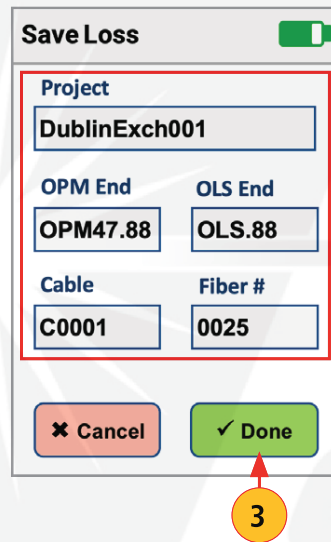 Save Loss
Project
DublinExch001
OPM End OLS End
OPM47.88 OLS.88
Cable Fiber #
C0001 0025
✖ Cancel ✓ Done
3